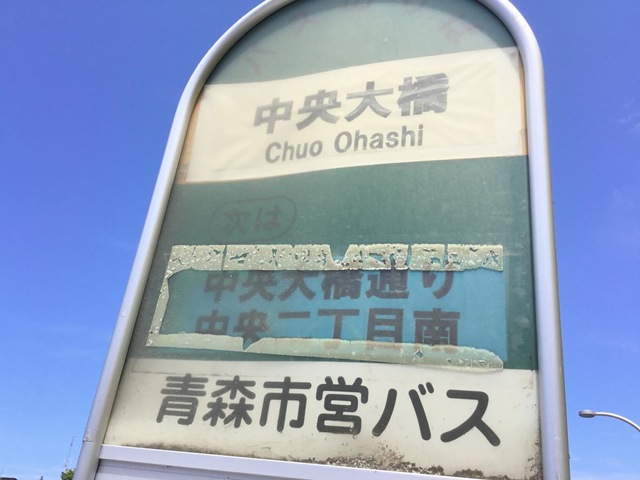 中央大橋
Chuo Ohashi
次は
中央大橋通り
中央二丁目南
青森市営バス